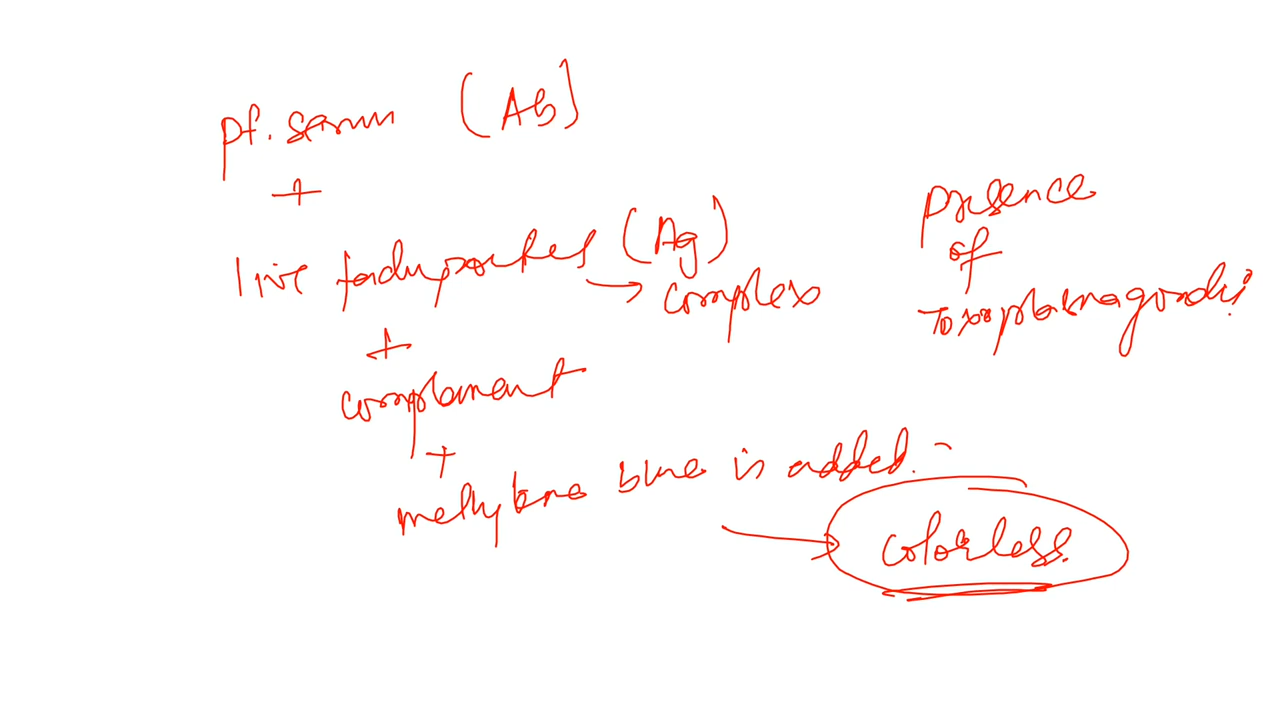 pt. serum (Ab)
+
live tachyzoites (Ag)
→ complex
+
complement
+
methylene blue is added.
→ colorless.
presence
of
Toxoplasma gondii